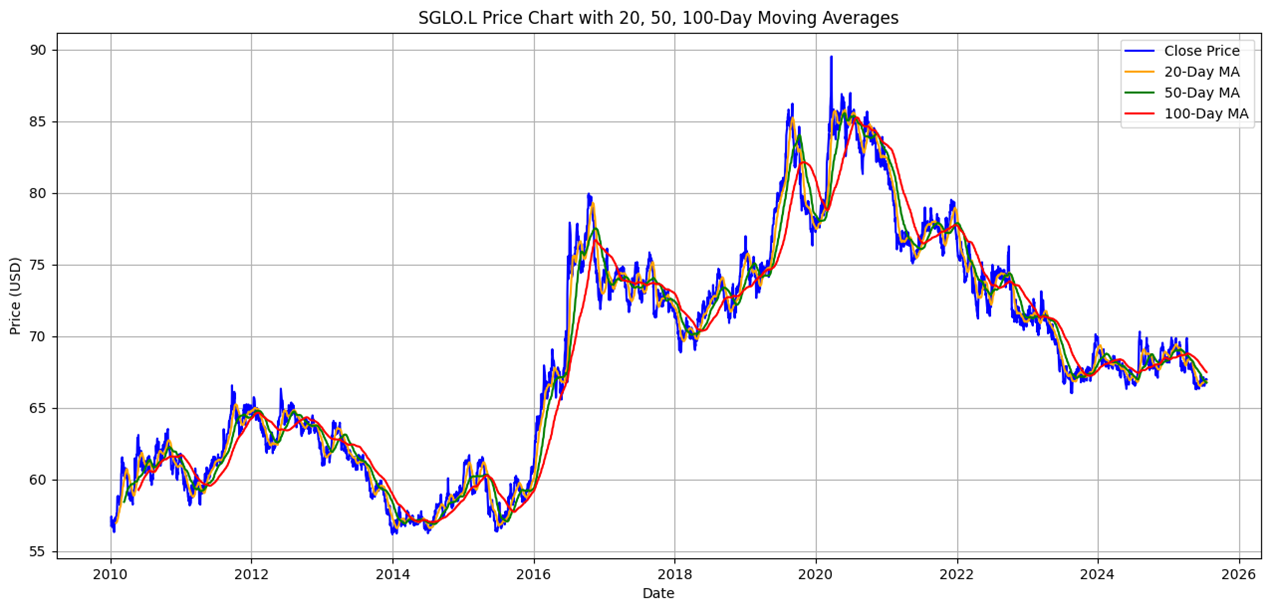 SGLO.L Price Chart with 20, 50, 100-Day Moving Averages
90
85
80
75
70
65
60
55
Price (USD)
Close Price
20-Day MA
50-Day MA
100-Day MA
2010 2012 2014 2016 2018 2020 2022 2024 2026
Date